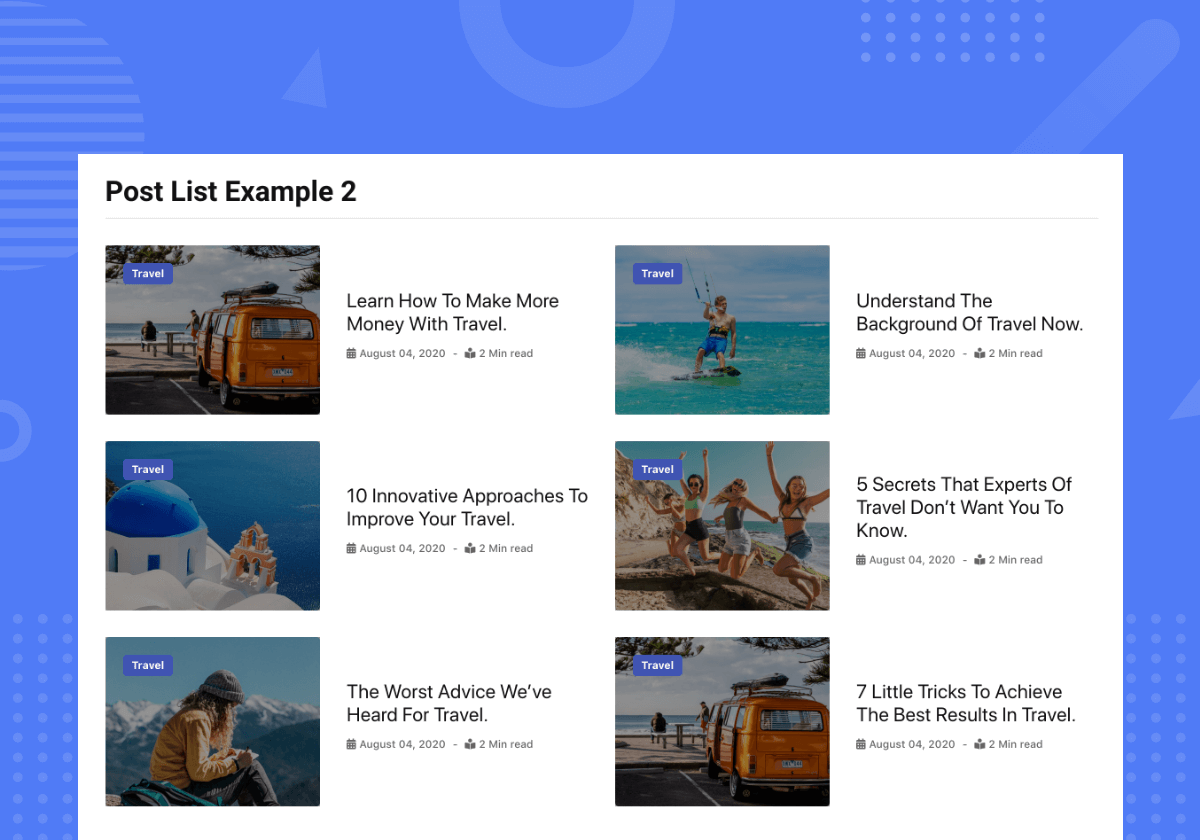 Post List Example 2
Travel
Learn How To Make More
Money With Travel.
August 04, 2020 - 2 Min read
Travel
Understand The
Background Of Travel Now.
August 04, 2020 - 2 Min read
Travel
10 Innovative Approaches To
Improve Your Travel.
August 04, 2020 - 2 Min read
Travel
5 Secrets That Experts Of
Travel Don’t Want You To
Know.
August 04, 2020 - 2 Min read
Travel
The Worst Advice We’ve
Heard For Travel.
August 04, 2020 - 2 Min read
Travel
7 Little Tricks To Achieve
The Best Results In Travel.
August 04, 2020 - 2 Min read